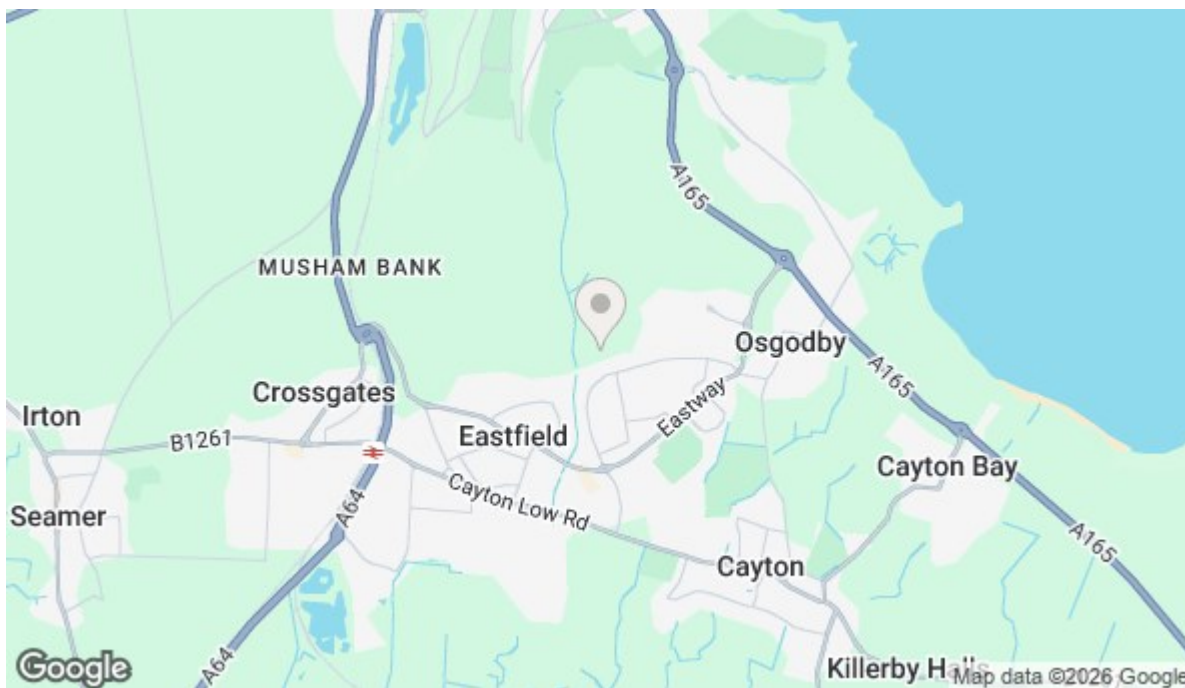 A165
MUSHAM BANK
Osgodby
A165
Crossgates
Irton
Eastway
B1261
Eastfield
Cayton Bay
Cayton Low Rd
A64
Seamer
A165
Cayton
A64
Killerby H
Google
Map data ©2026 Google